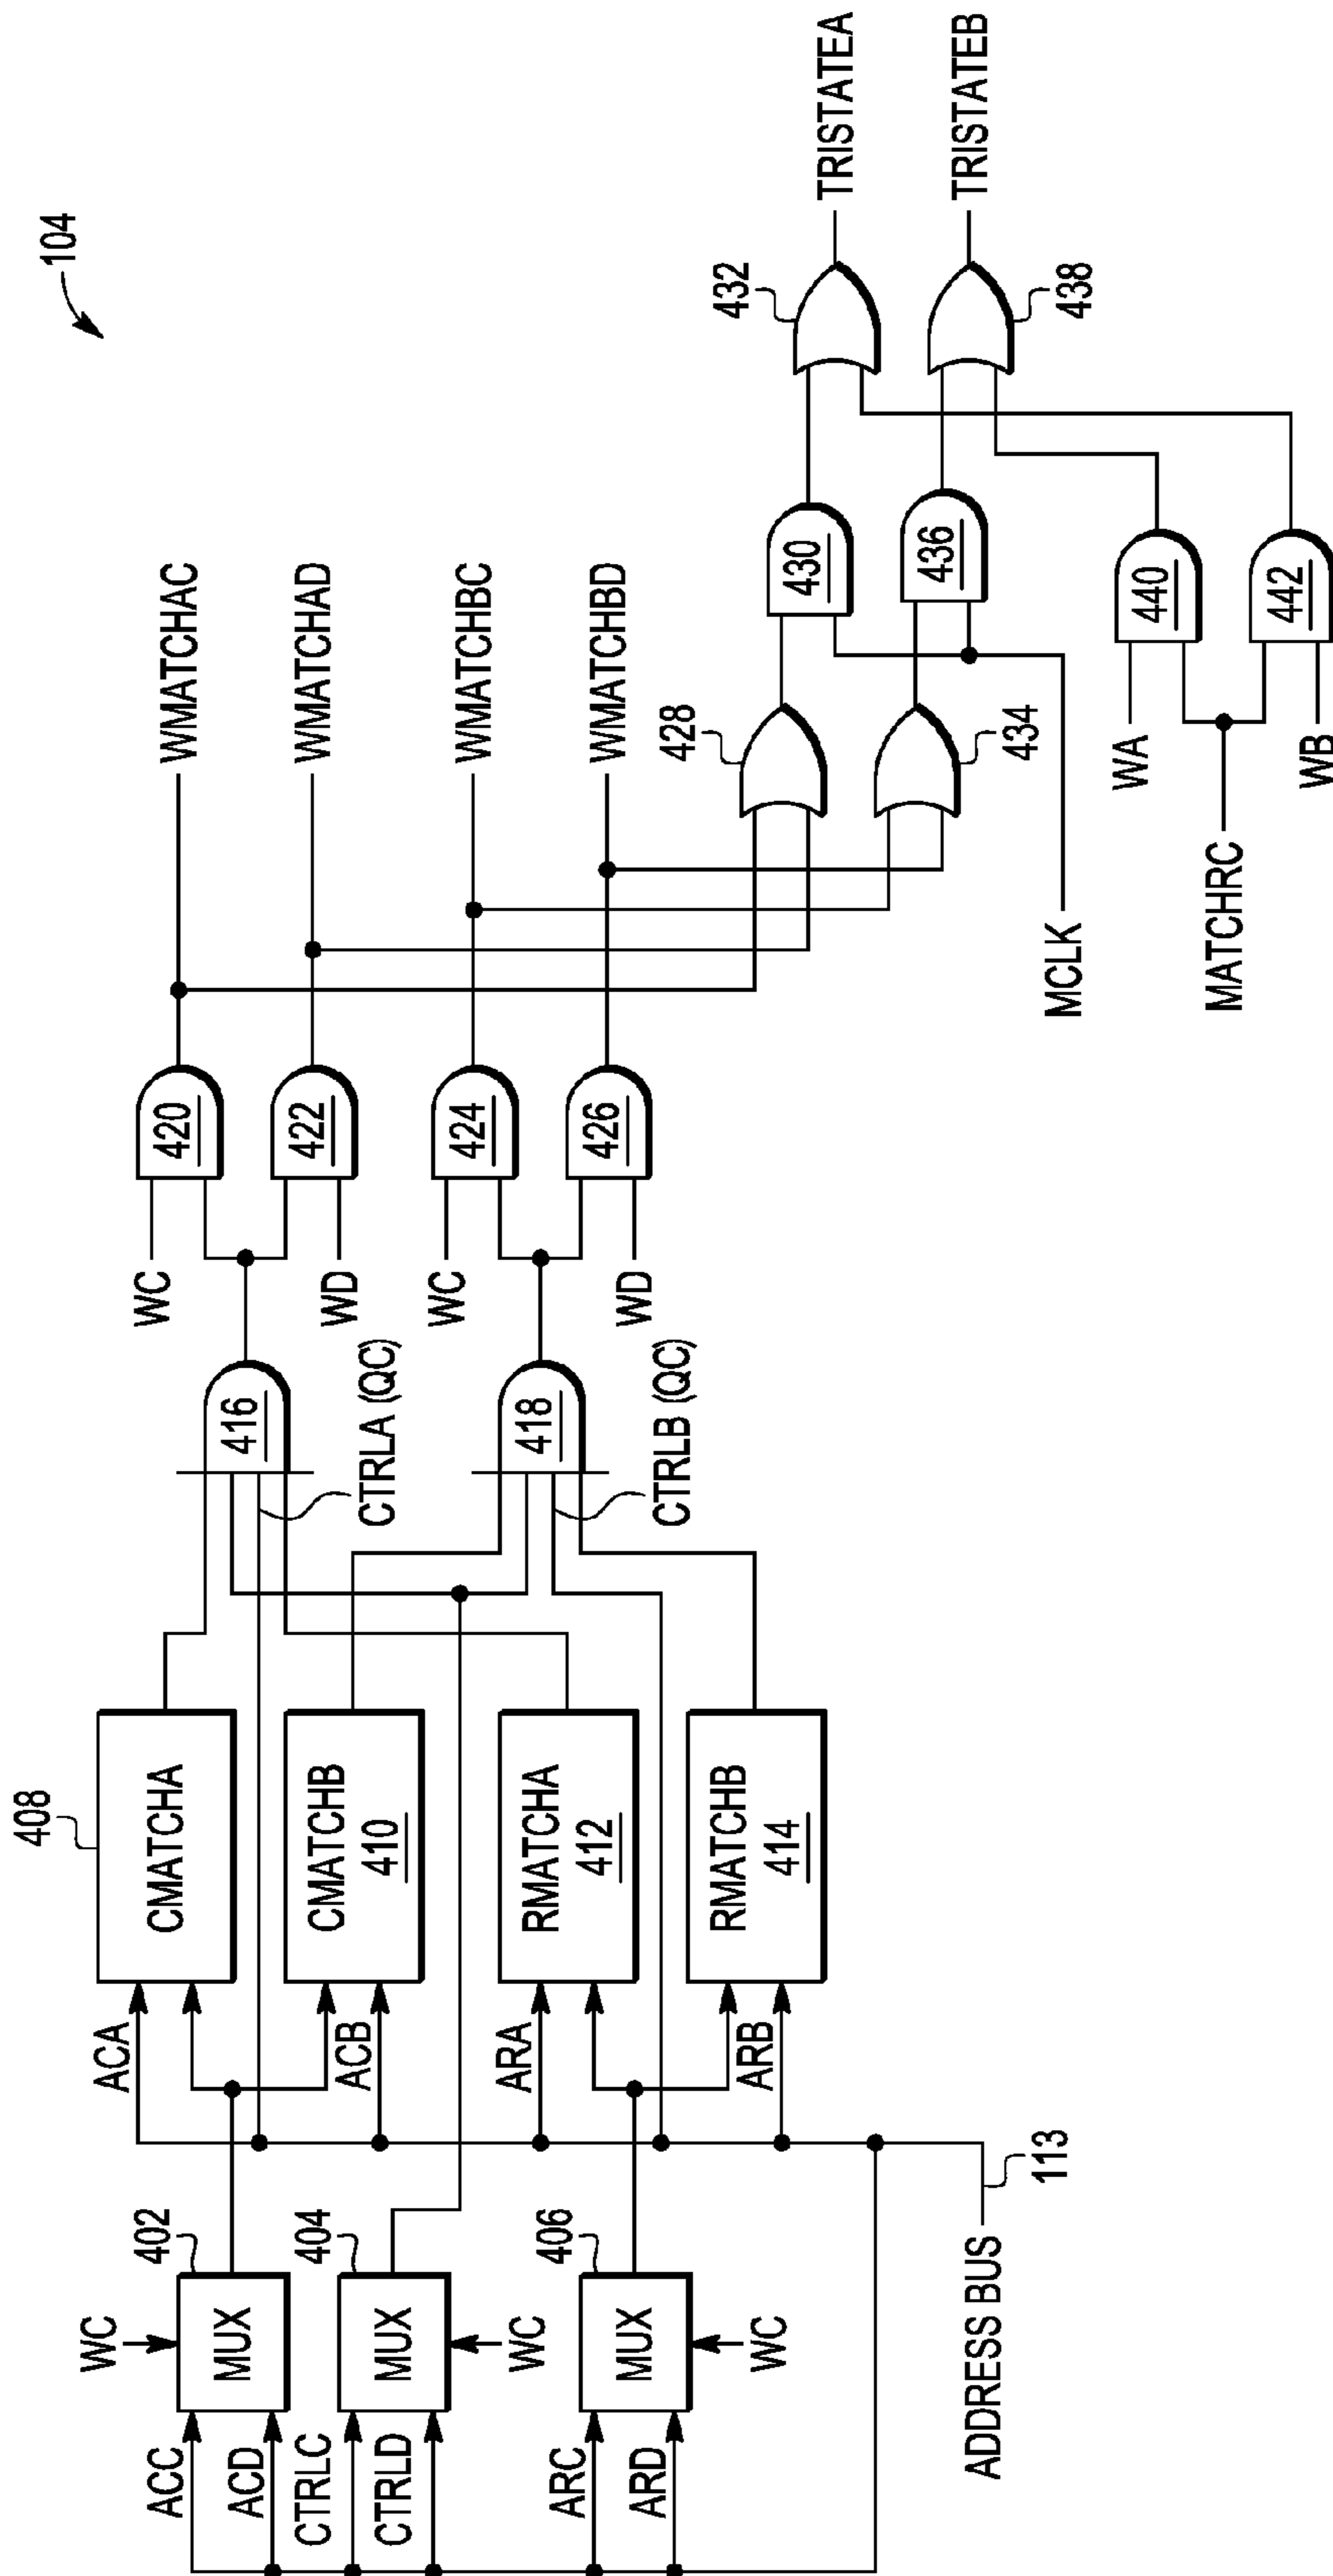 104
WC
402
ACC
ACD
MUX
CTRLC
CTRLD
404
MUX
WC
ARC
ARD
406
MUX
WC
ADDRESS BUS
113
408
ACA
CMATCHA
ACB
CMATCHB
410
ARA
RMATCHA
412
ARB
RMATCHB
414
416
CTRLA (QC)
418
CTRLB (QC)
WC
420
WMATCHAC
422
WD
WMATCHAD
WC
424
WMATCHBC
426
WD
WMATCHBD
428
434
MCLK
430
436
432
TRISTATEA
438
TRISTATEB
WA
440
MATCHRC
442
WB